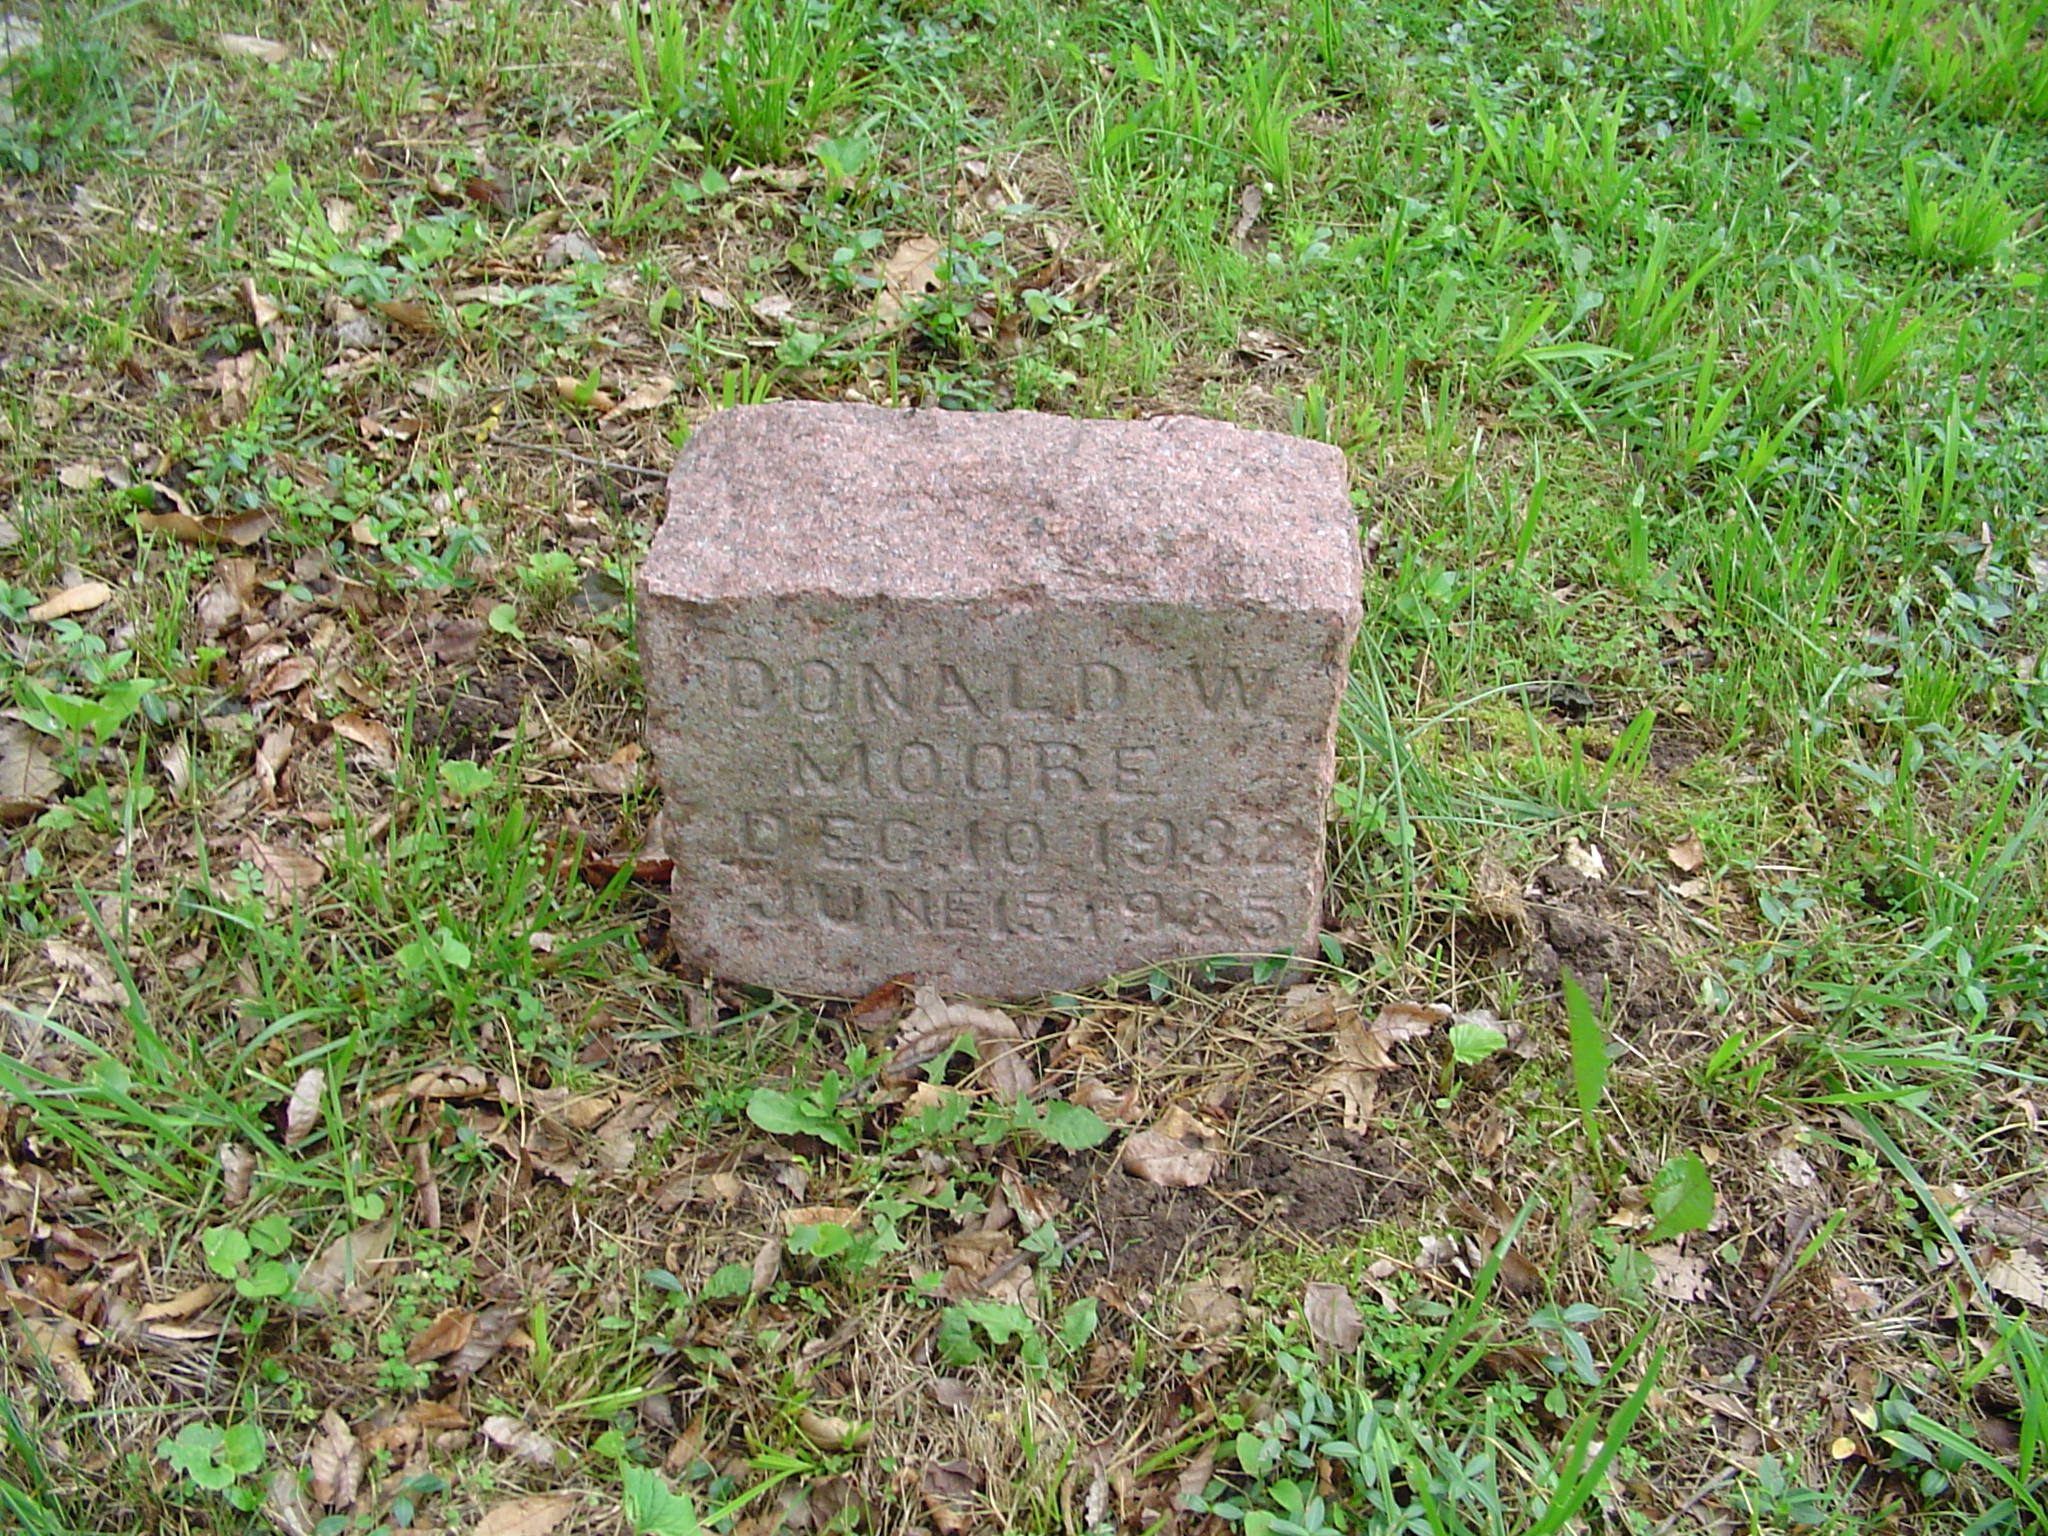 DONALD W
MOORE
DEC. 10 1932
JUNE 15, 1935